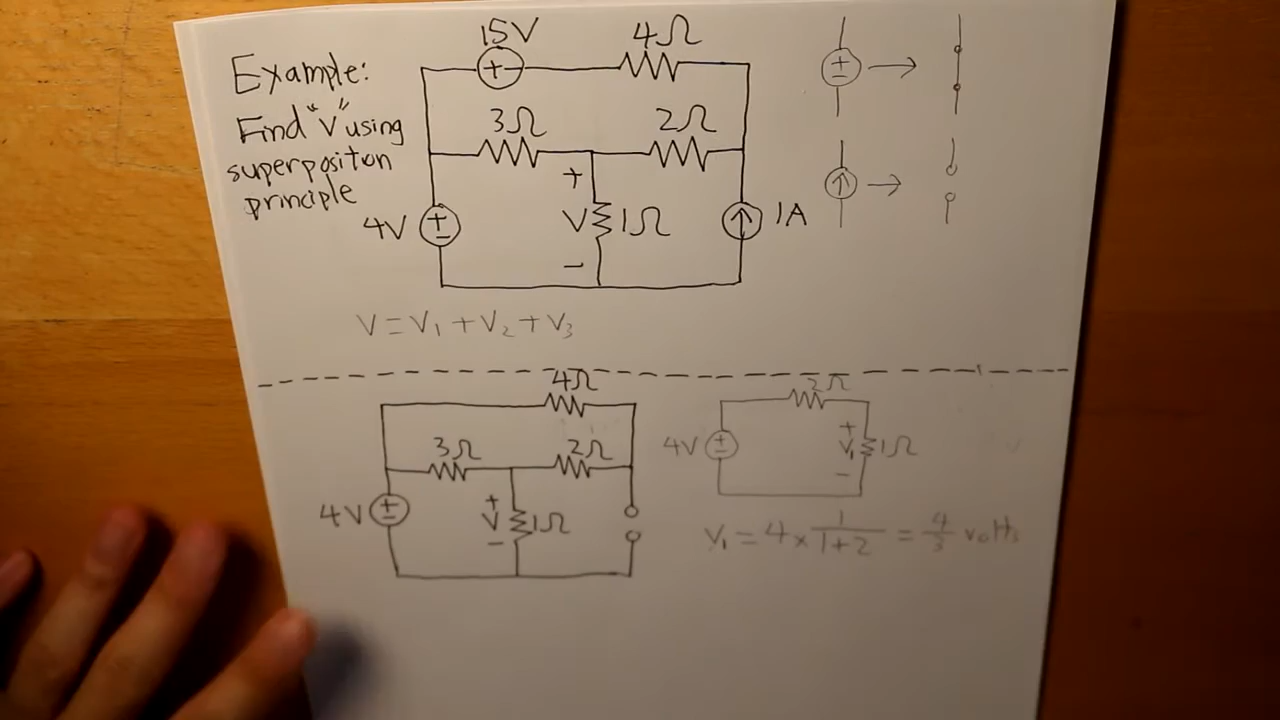 15V
4Ω
Example:
Find "V" using
superposition
principle
3Ω
2Ω
+
4V
V
1Ω
1A
−
V = V₁ + V₂ + V₃
4Ω
3Ω
2Ω
4V
+
V
1Ω
−
2Ω
4V
+
V₁
1Ω
−
V₁ = 4 × 1/(1+2) = 4/3 volts